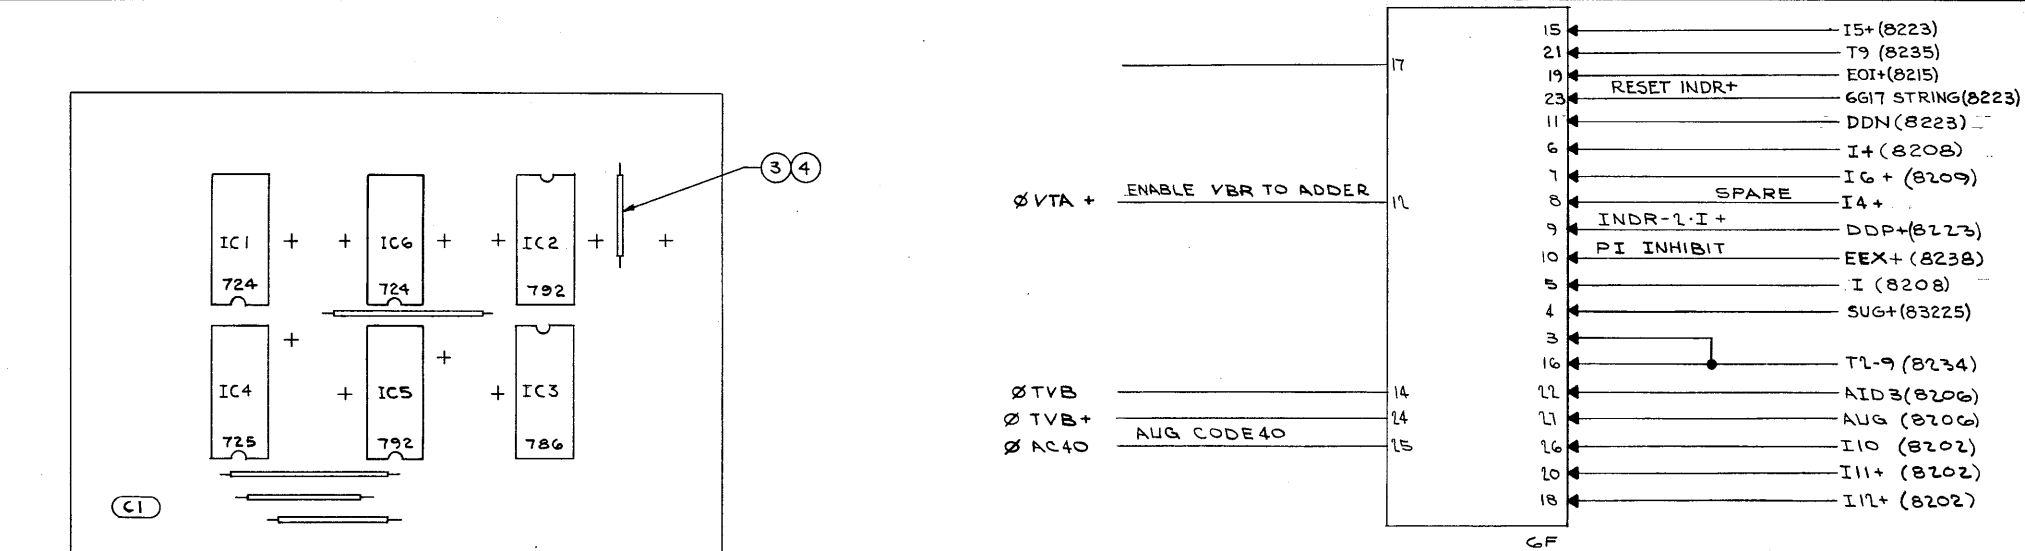 3 4
IC1 IC6 IC2
724 724 792
IC4 IC5 IC3
725 792 786
C1
17
ØVTA + ENABLE VBR TO ADDER 12
ØTVB 14
ØTVB+ 24
ØAC40 AUG CODE40 25
15 I5+(8223)
21 T9 (8235)
19 EOI+(8215)
23 RESET INDR+ 6G17 STRING(8223)
11 DDN(8223)
6 I+(8208)
7 I6+ (8209)
8 SPARE I4+
9 INDR-2·I+ DDP+(8223)
10 PI INHIBIT EEX+(8238)
5 I (8208)
4 SUG+(83225)
3
16 T2-9 (8234)
22 AID3(8206)
27 AUG (8206)
26 I10 (8202)
20 I11+ (8202)
18 I12+ (8202)
6F